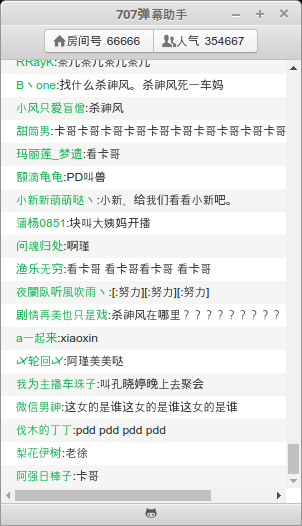 707弹幕助手
房间号 66666 人气 354667
RRayK:杀几杀几杀几杀几
B丶one:找什么杀神风。杀神风死一车妈
小风只爱盲僧:杀神风
甜筒男:卡哥卡哥卡哥卡哥卡哥卡哥卡哥卡哥卡哥卡哥
玛丽莲_梦遗:看卡哥
额滴龟龟:PD叫兽
小新新萌萌哒丶:小新。给我们看看小新吧。
蒲杨0851:块叫大姨妈开播
问魂归处:啊瑾
渔乐无穷:看卡哥 看卡哥看卡哥 看卡哥
夜闌臥听風吹雨丶:[:努力][:努力][:努力]
剧情再美也只是戏:杀神风在哪里？？？？？？？？？
a一起来:xiaoxin
乄轮回乄:阿瑾美美哒
我为主播车珠子:叫孔晓婷晚上去聚会
微信男神:这女的是谁这女的是谁这女的是谁
伐木的丁丁:pdd pdd pdd pdd
梨花伊树:老徐
阿强日棒子:卡哥